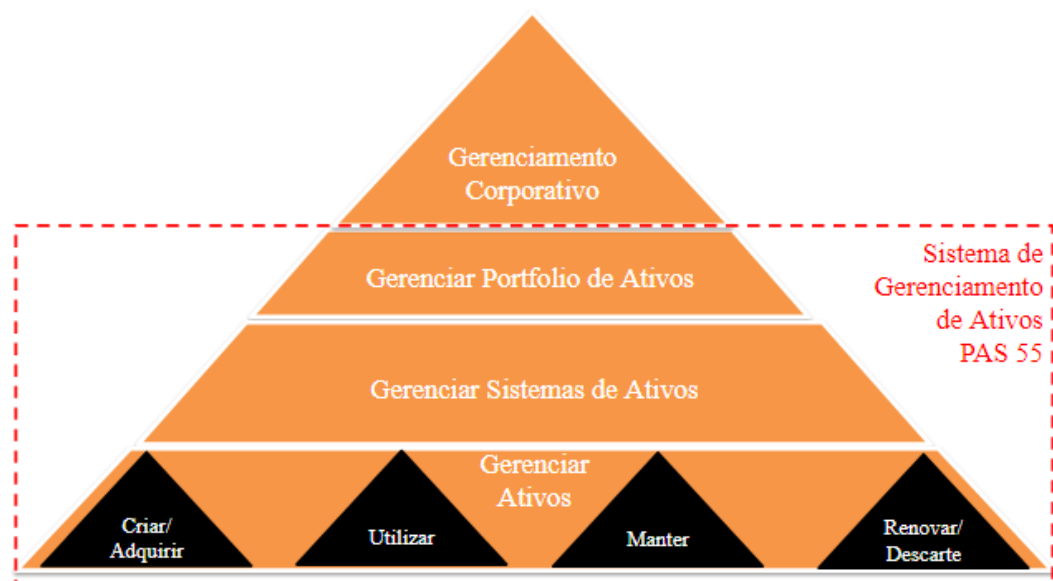 Gerenciamento
Corporativo
Sistema de
Gerenciamento
de Ativos
PAS 55
Gerenciar Portfolio de Ativos
Gerenciar Sistemas de Ativos
Gerenciar
Ativos
Criar/
Adquirir
Utilizar
Manter
Renovar/
Descarte